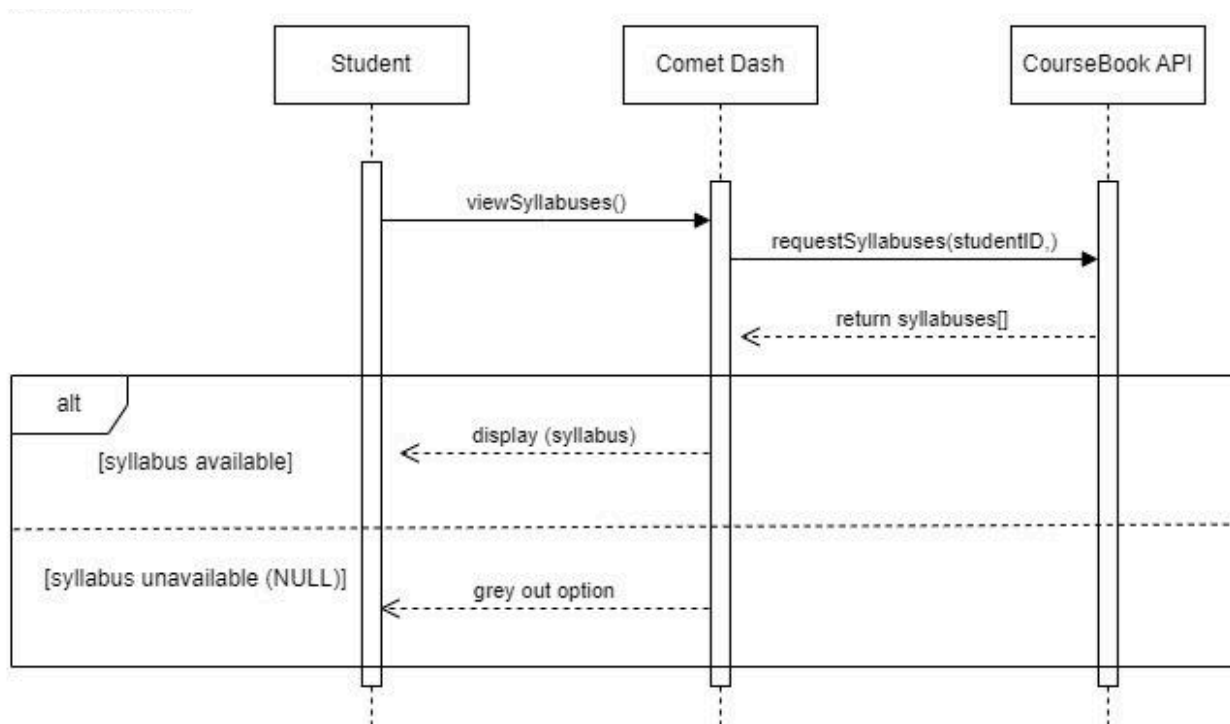 Student
Comet Dash
CourseBook API
viewSyllabuses()
requestSyllabuses(studentID,)
return syllabuses[]
alt
display (syllabus)
[syllabus available]
[syllabus unavailable (NULL)]
grey out option